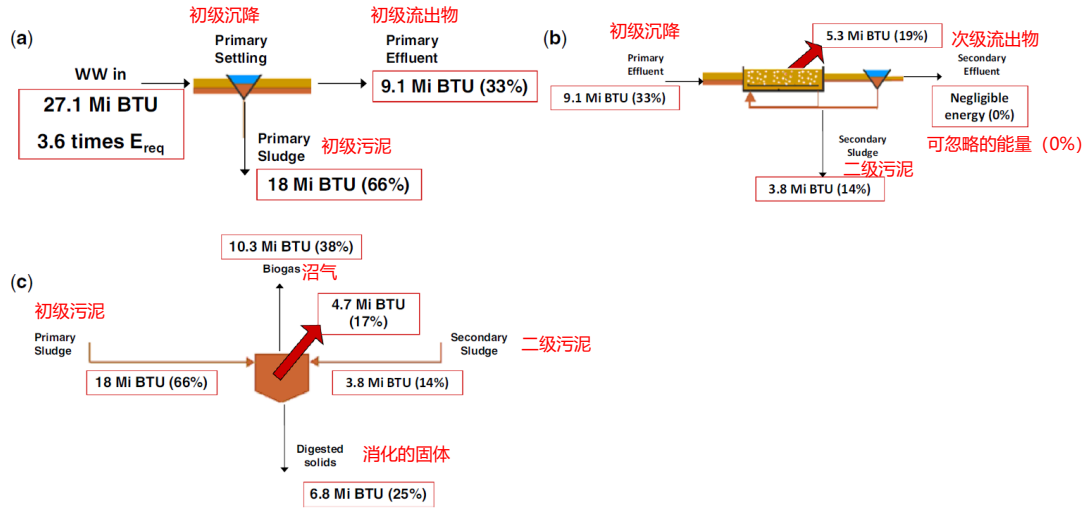 (a)
初级沉降
Primary
Settling
初级流出物
Primary
Effluent
WW in
27.1 Mi BTU
3.6 times Ereq
9.1 Mi BTU (33%)
Primary
Sludge
初级污泥
18 Mi BTU (66%)
(b)
初级沉降
5.3 Mi BTU (19%)
次级流出物
Primary
Effluent
Secondary
Effluent
9.1 Mi BTU (33%)
Negligible
energy (0%)
可忽略的能量（0%）
Secondary
Sludge
二级污泥
3.8 Mi BTU (14%)
(c)
10.3 Mi BTU (38%)
Biogas
沼气
初级污泥
4.7 Mi BTU
(17%)
Primary
Sludge
Secondary
Sludge
二级污泥
18 Mi BTU (66%)
3.8 Mi BTU (14%)
Digested
solids
消化的固体
6.8 Mi BTU (25%)